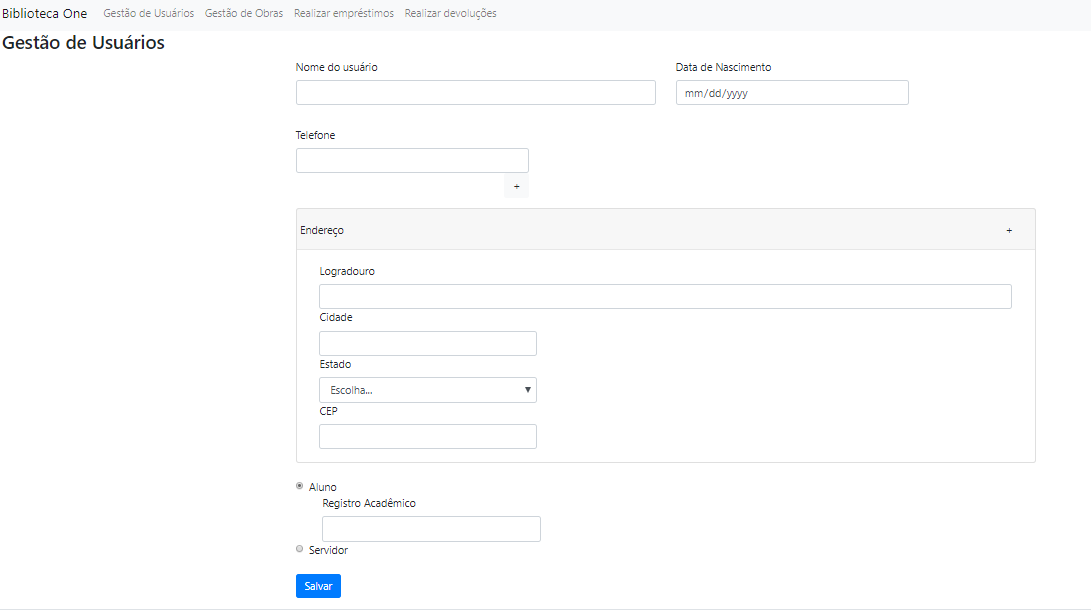 Biblioteca One Gestão de Usuários Gestão de Obras Realizar empréstimos Realizar devoluções
Gestão de Usuários
Nome do usuário Data de Nascimento
mm/dd/yyyy
Telefone
+
Endereço +
Logradouro
Cidade
Estado
Escolha...
CEP
Aluno
Registro Acadêmico
Servidor
Salvar